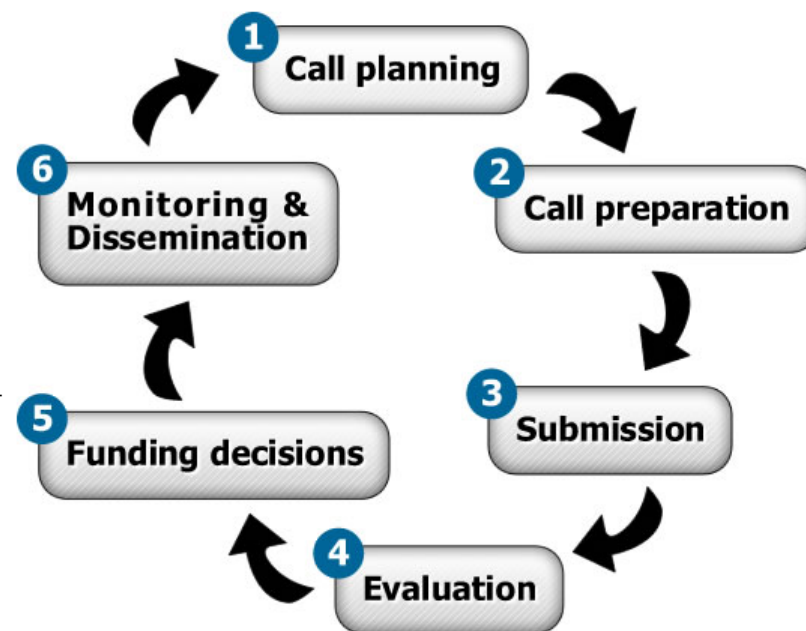 1
Call planning
2
Call preparation
3
Submission
4
Evaluation
5
Funding decisions
6
Monitoring &
Dissemination